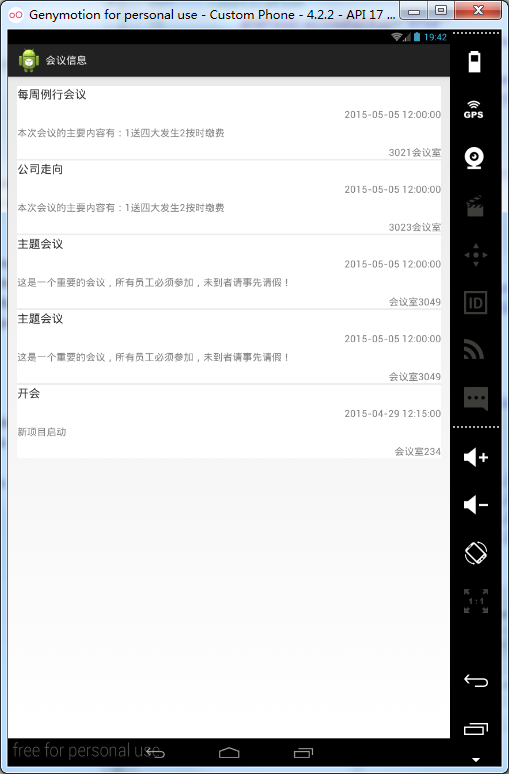 Genymotion for personal use - Custom Phone - 4.2.2 - API 17 ...
19:42
会议信息
GPS
每周例行会议
2015-05-05 12:00:00
本次会议的主要内容有：1送四大发生2按时缴费
3021会议室
公司走向
2015-05-05 12:00:00
本次会议的主要内容有：1送四大发生2按时缴费
3023会议室
主题会议
2015-05-05 12:00:00
这是一个重要的会议，所有员工必须参加，未到者请事先请假！
会议室3049
主题会议
2015-05-05 12:00:00
这是一个重要的会议，所有员工必须参加，未到者请事先请假！
会议室3049
开会
2015-04-29 12:15:00
新项目启动
会议室234
ID
1:1
free for personal use